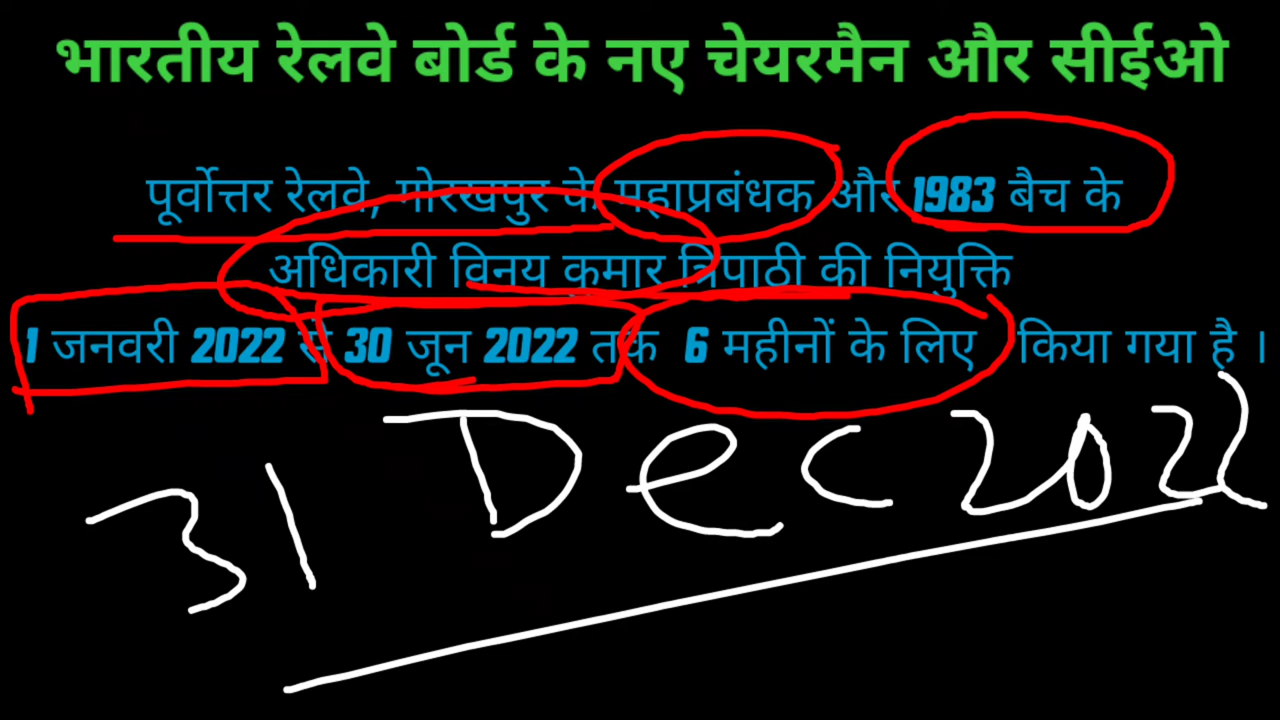 भारतीय रेलवे बोर्ड के नए चेयरमैन और सीईओ
पूर्वोत्तर रेलवे, गोरखपुर के महाप्रबंधक और 1983 बैच के
अधिकारी विनय कुमार त्रिपाठी की नियुक्ति
1 जनवरी 2022 से 30 जून 2022 तक 6 महीनों के लिए किया गया है ।
31 Dec 2022